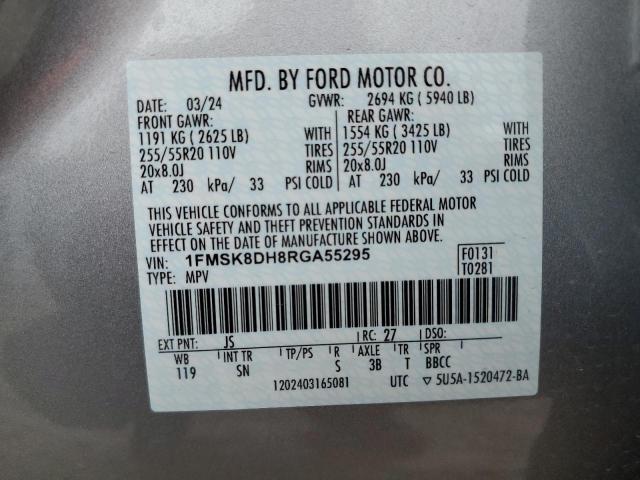 MFD. BY FORD MOTOR CO.
DATE: 03/24 GVWR: 2694 KG ( 5940 LB)
FRONT GAWR: REAR GAWR:
1191 KG ( 2625 LB) WITH 1554 KG ( 3425 LB) WITH
255/55R20 110V TIRES 255/55R20 110V TIRES
20x8.0J RIMS 20x8.0J RIMS
AT 230 kPa/ 33 PSI COLD AT 230 kPa/ 33 PSI COLD
THIS VEHICLE CONFORMS TO ALL APPLICABLE FEDERAL MOTOR
VEHICLE SAFETY AND THEFT PREVENTION STANDARDS IN
EFFECT ON THE DATE OF MANUFACTURE SHOWN ABOVE.
VIN: 1FMSK8DH8RGA55295 F0131
TYPE: MPV T0281
EXT PNT: JS RC: 27 DSO:
WB INT TR TP/PS R AXLE TR SPR
119 SN S 3B T BBCC
1202403165081 UTC ▽ 5U5A-1520472-BA